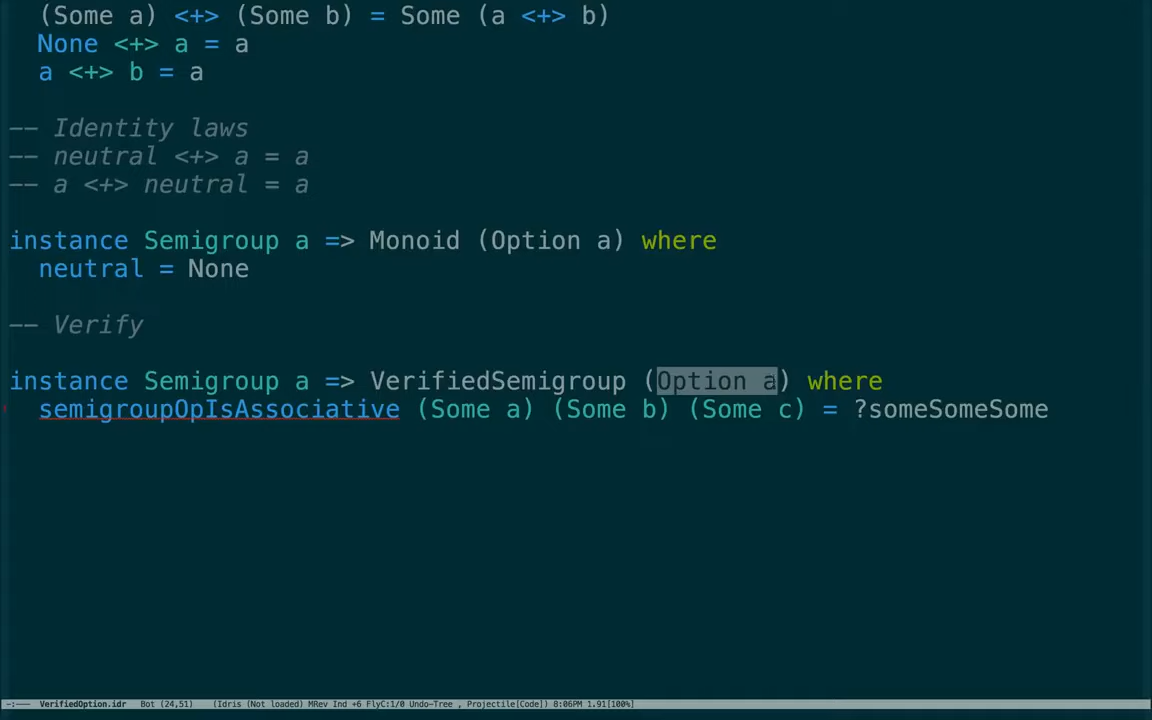 (Some a) <+> (Some b) = Some (a <+> b)
None <+> a = a
a <+> b = a
-- Identity laws
-- neutral <+> a = a
-- a <+> neutral = a
instance Semigroup a => Monoid (Option a) where
neutral = None
-- Verify
instance Semigroup a => VerifiedSemigroup (Option a) where
semigroupOpIsAssociative (Some a) (Some b) (Some c) = ?someSomeSome
-:--- VerifiedOption.idr Bot (24,51) (Idris (Not loaded) MRev Ind +6 FlyC:1/0 Undo-Tree , Projectile[Code]) 8:06PM 1.91[100%]